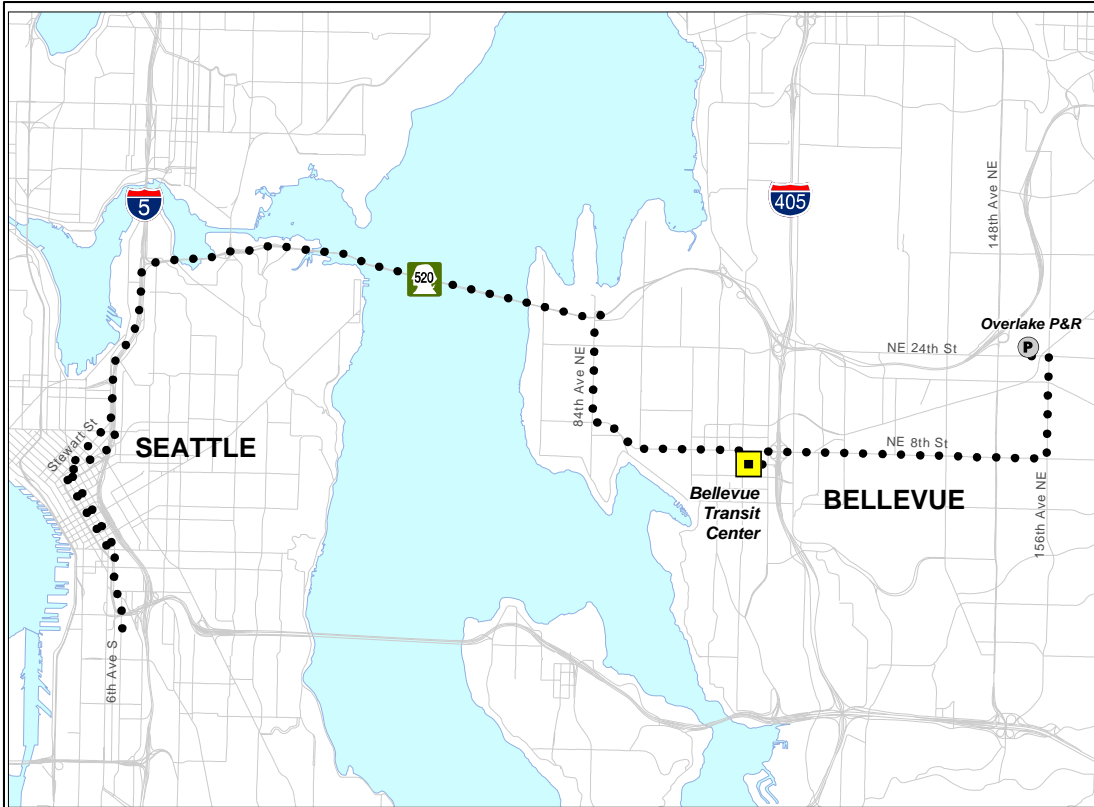 5
405
148th Ave NE
520
Overlake P&R
P
NE 24th St
84th Ave NE
Stewart St
SEATTLE
NE 8th St
Bellevue
Transit
Center
BELLEVUE
156th Ave NE
6th Ave S